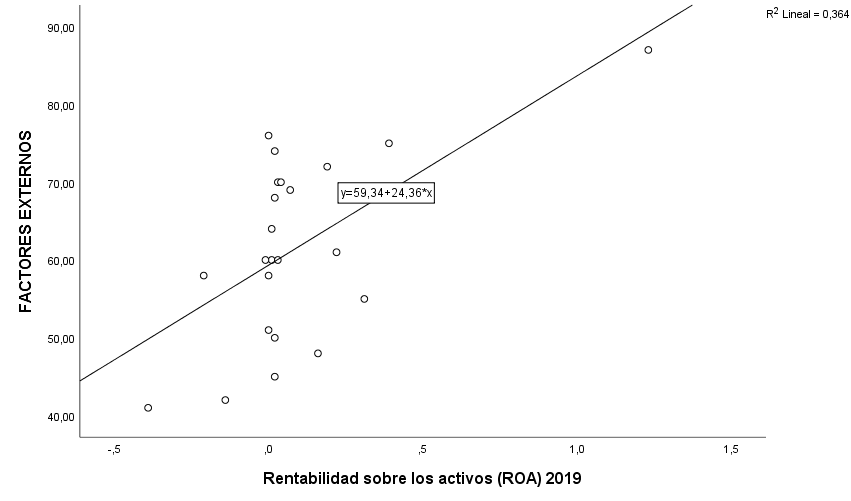 R2 Lineal = 0,364
90,00
80,00
70,00
60,00
50,00
40,00
FACTORES EXTERNOS
y=59,34+24,36*x
-,5
,0
,5
1,0
1,5
Rentabilidad sobre los activos (ROA) 2019